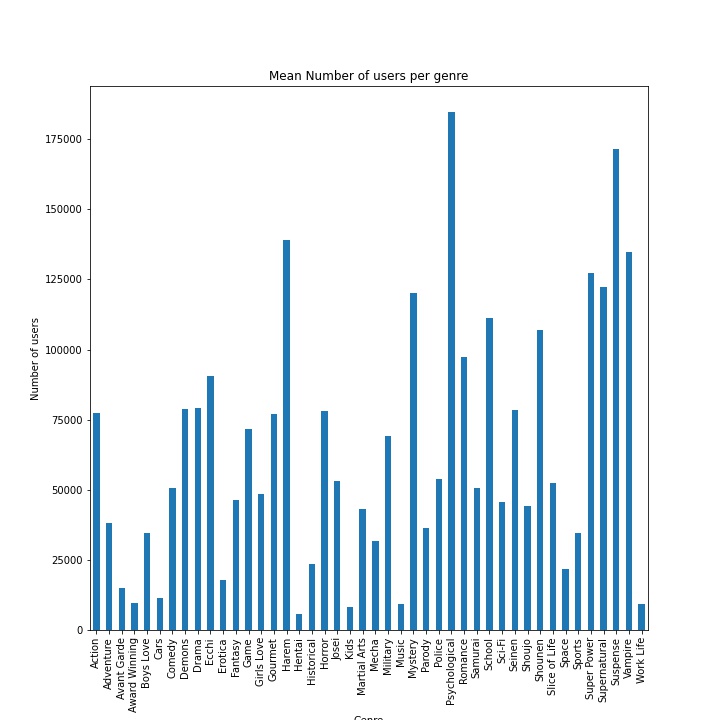 Mean Number of users per genre
Number of users
175000
150000
125000
100000
75000
50000
25000
0
Action
Adventure
Avant Garde
Award Winning
Boys Love
Cars
Comedy
Demons
Drama
Ecchi
Erotica
Fantasy
Game
Girls Love
Gourmet
Harem
Hentai
Historical
Horror
Josei
Kids
Martial Arts
Mecha
Military
Music
Mystery
Parody
Police
Psychological
Romance
Samurai
School
Sci-Fi
Seinen
Shoujo
Shounen
Slice of Life
Space
Sports
Super Power
Supernatural
Suspense
Vampire
Work Life
Genre